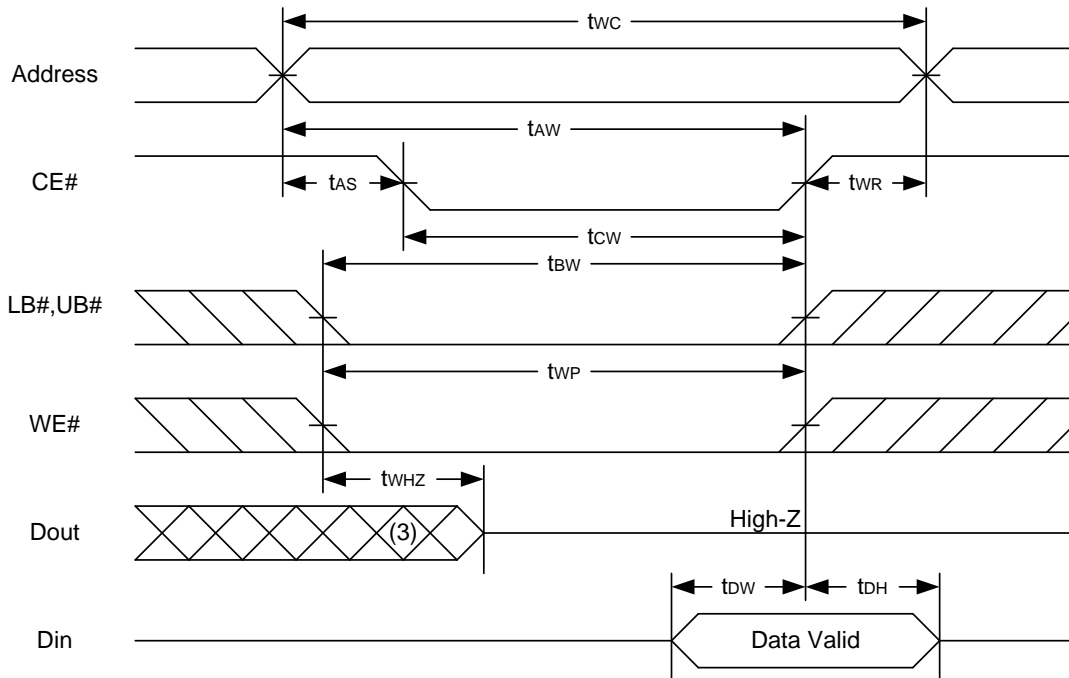 tWC
Address
tAW
CE#
tAS
tWR
tCW
tBW
LB#,UB#
tWP
WE#
tWHZ
Dout
(3)
High-Z
tDW
tDH
Din
Data Valid